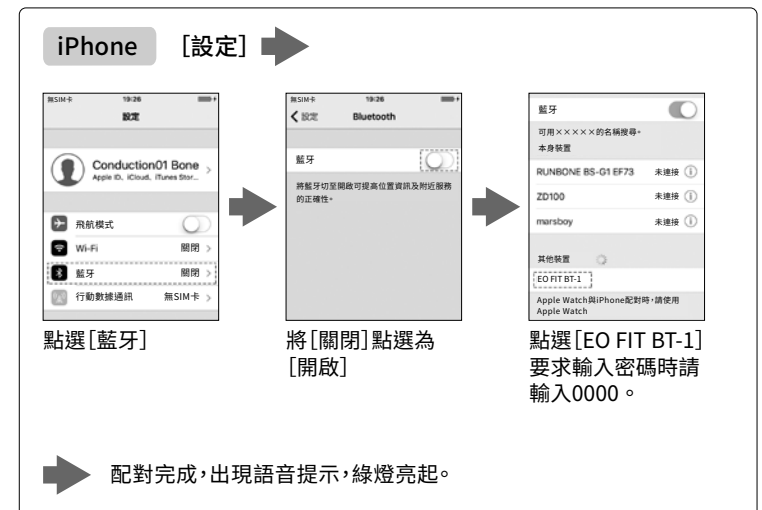 iPhone [設定]
無SIM卡 19:26
設定
Conduction01 Bone
Apple ID、iCloud、iTunes Stor...
飛航模式
Wi-Fi 關閉
藍牙 關閉
行動數據通訊 無SIM卡
點選[藍牙]
無SIM卡 19:26
設定 Bluetooth
藍牙
將藍牙切至開啟可提高位置資訊及附近服務
的正確性。
將[關閉]點選為
[開啟]
藍牙
可用×××××的名稱搜尋。
本身裝置
RUNBONE BS-G1 EF73 未連接
ZD100 未連接
marsboy 未連接
其他裝置
EO FIT BT-1
Apple Watch與iPhone配對時,請使用
Apple Watch
點選[EO FIT BT-1]
要求輸入密碼時請
輸入0000。
配對完成,出現語音提示,綠燈亮起。